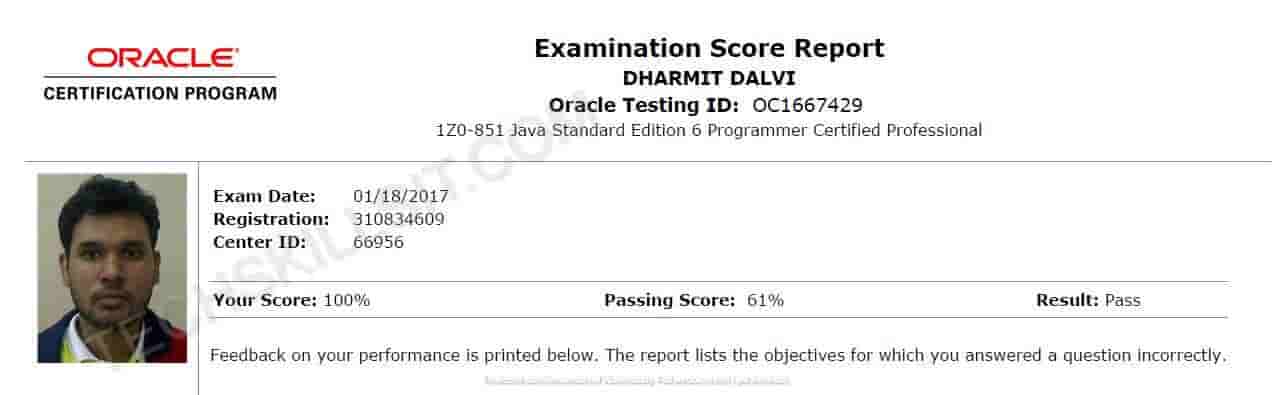 ORACLE
CERTIFICATION PROGRAM
Examination Score Report
DHARMIT DALVI
Oracle Testing ID: OC1667429
1Z0-851 Java Standard Edition 6 Programmer Certified Professional
Exam Date: 01/18/2017
Registration: 310834609
Center ID: 66956
Your Score: 100% Passing Score: 61% Result: Pass
Feedback on your performance is printed below. The report lists the objectives for which you answered a question incorrectly.